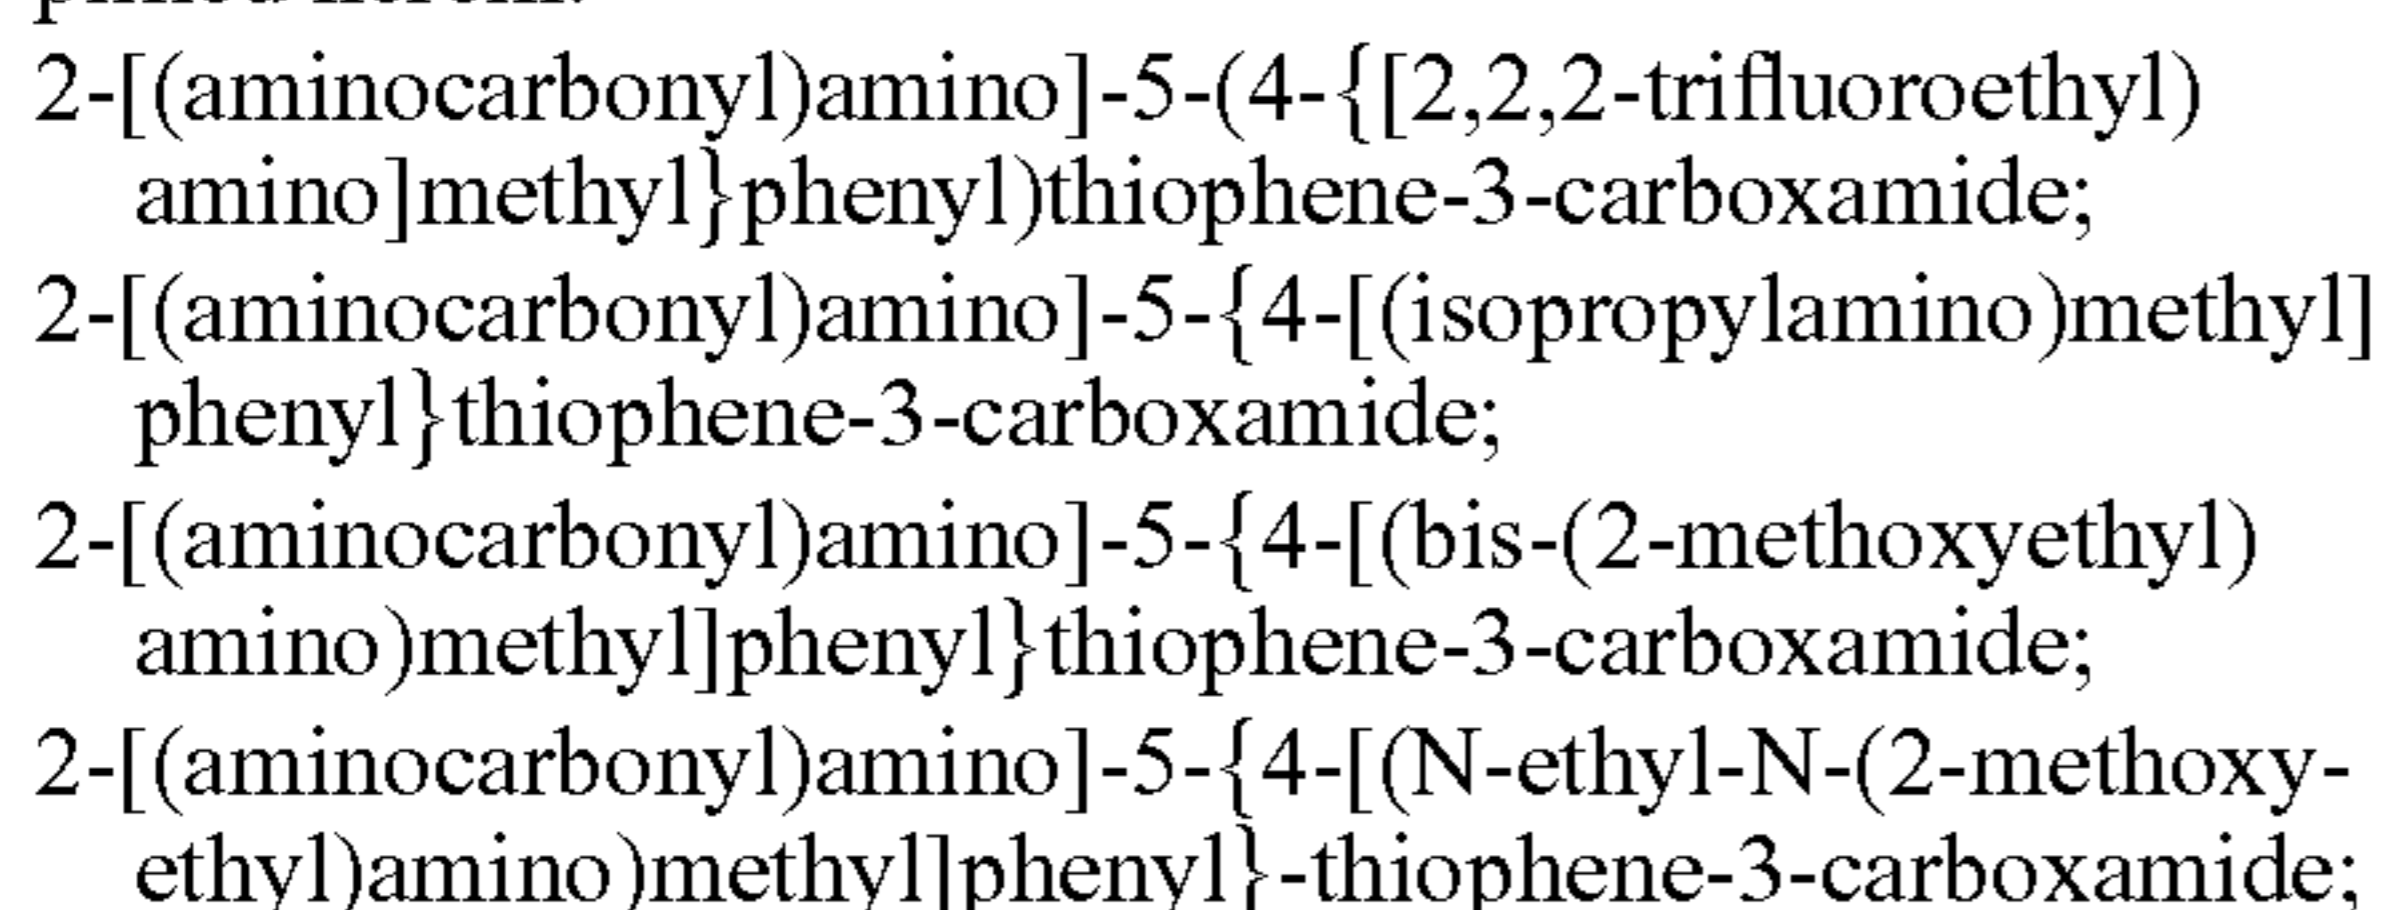 2-[(aminocarbonyl)amino]-5-(4-{[2,2,2-trifluoroethyl)
amino]methyl}phenyl)thiophene-3-carboxamide;
2-[(aminocarbonyl)amino]-5-{4-[(isopropylamino)methyl]
phenyl}thiophene-3-carboxamide;
2-[(aminocarbonyl)amino]-5-{4-[(bis-(2-methoxyethyl)
amino)methyl]phenyl}thiophene-3-carboxamide;
2-[(aminocarbonyl)amino]-5-{4-[(N-ethyl-N-(2-methoxy-
ethyl)amino)methyl]phenyl}-thiophene-3-carboxamide;